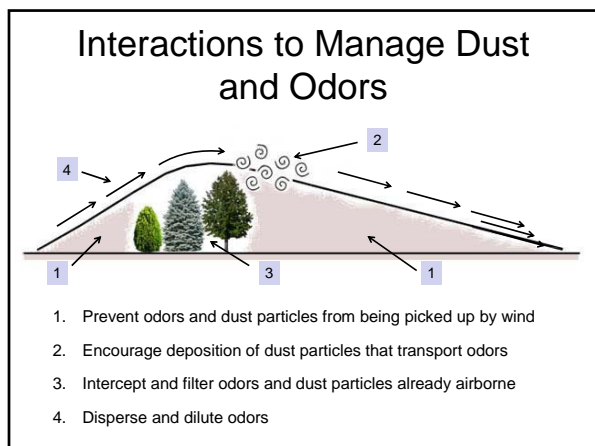 Interactions to Manage Dust
and Odors
2
4
1
3
1
1. Prevent odors and dust particles from being picked up by wind
2. Encourage deposition of dust particles that transport odors
3. Intercept and filter odors and dust particles already airborne
4. Disperse and dilute odors